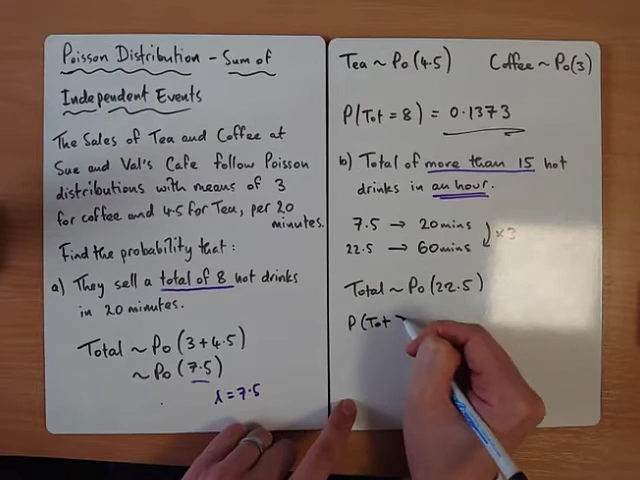 Poisson Distribution - Sum of
Independent Events
The Sales of Tea and Coffee at
Sue and Val's Cafe follow Poisson
distributions with means of 3
for coffee and 4.5 for Tea, per 20
minutes.
Find the probability that:
a) They sell a total of 8 hot drinks
in 20 minutes.
Total ~ Po (3+4.5)
~ Po (7.5)
λ = 7.5
Tea ~ Po (4.5) Coffee ~ Po(3)
P(Tot = 8) = 0.1373
b) Total of more than 15 hot
drinks in an hour.
7.5 → 20mins
22.5 → 60mins
×3
Total ~ Po (22.5)
P (Tot